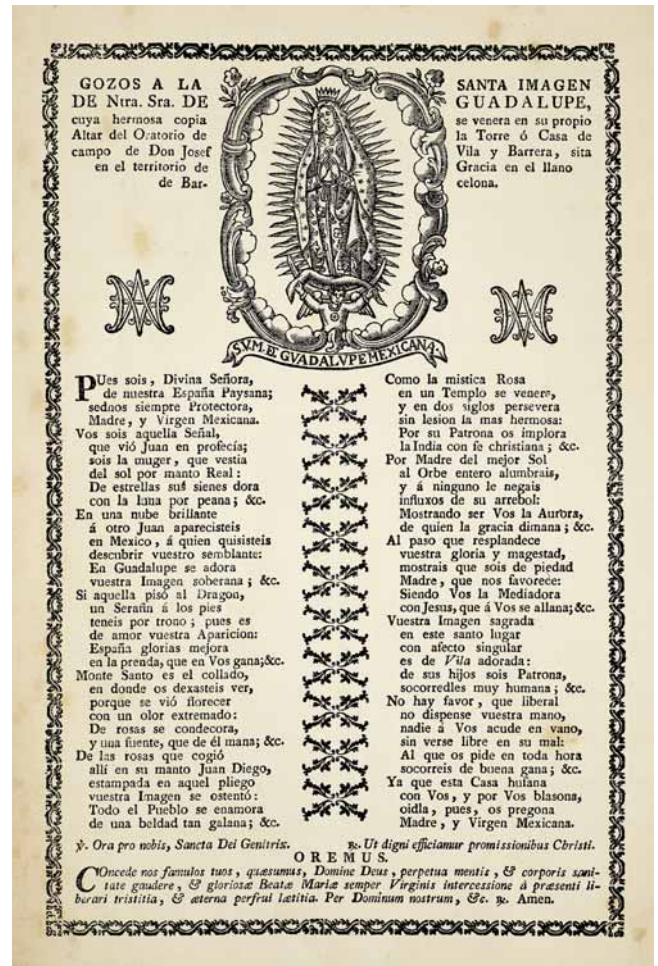 GOZOS A LA SANTA IMAGEN
DE Ntra. Sra. DE GUADALUPE,
cuya hermosa copia se venera en su propio
Altar del Oratorio de la Torre ó Casa de
campo de Don Josef Vila y Barrera, sita
en el territorio de Gracia en el llano
de Bar- celona.
S.V.M. DE GVADALVPE MEXICANA.
PUes sois, Divina Señora,
de nuestra España Paysana;
sednos siempre Protectora,
Madre, y Virgen Mexicana.
Vos sois aquella Señal,
que vió Juan en profecía;
sois la muger, que vestia
del sol por manto Real:
De estrellas sus sienes dora
con la luna por peana; &c.
En una nube brillante
á otro Juan aparecisteis
en Mexico, á quien quisisteis
descubrir vuestro semblante:
En Guadalupe se adora
vuestra Imagen soberana; &c.
Si aquella pisó al Dragon,
un Serafin á los pies
teneis por trono; pues es
de amor vuestra Aparicion:
España glorias mejora
en la prenda, que en Vos gana; &c.
Monte Santo es el collado,
en donde os dexasteis ver,
porque se vió florecer
con un olor extremado:
De rosas se condecora,
y una fuente, que de él mana; &c.
De las rosas que cogió
allí en su manto Juan Diego,
estampada en aquel pliego
vuestra Imagen se ostentó:
Todo el Pueblo se enamora
de una beldad tan galana; &c.
Como la mistica Rosa
en un Templo se venera,
y en dos siglos persevera
sin lesion la mas hermosa:
Por su Patrona os implora
la India con fe christiana; &c.
Por Madre del mejor Sol
al Orbe entero alumbrais,
y á ninguno le negais
influxos de su arrebol:
Mostrando ser Vos la Aurora,
de quien la gracia dimana; &c.
Al paso que resplandece
vuestra gloria y magestad,
mostrais que sois de piedad
Madre, que nos favorece:
Siendo Vos la Mediadora
con Jesus, que á Vos se allana; &c.
Vuestra Imagen sagrada
en este santo lugar
con afecto singular
es de Vila adorada:
de sus hijos sois Patrona,
socorredles muy humana; &c.
No hay favor, que liberal
no dispense vuestra mano,
nadie á Vos acude en vano,
sin verse libre en su mal:
Al que os pide en toda hora
socorreis de buena gana; &c.
Ya que esta Casa hufana
con Vos, y por Vos blasona,
oidla, pues, os pregona
Madre, y Virgen Mexicana.
℣. Ora pro nobis, Sancta Dei Genitrix. ℟. Ut digni efficiamur promissionibus Christi.
OREMUS.
COncede nos famulos tuos, quæsumus, Domine Deus, perpetua mentis, & corporis sani-
tate gaudere, & gloriosæ Beatæ Mariæ semper Virginis intercessione à præsenti li-
berari tristitia, & æterna perfrui lætitia. Per Dominum nostrum, &c. ℟. Amen.